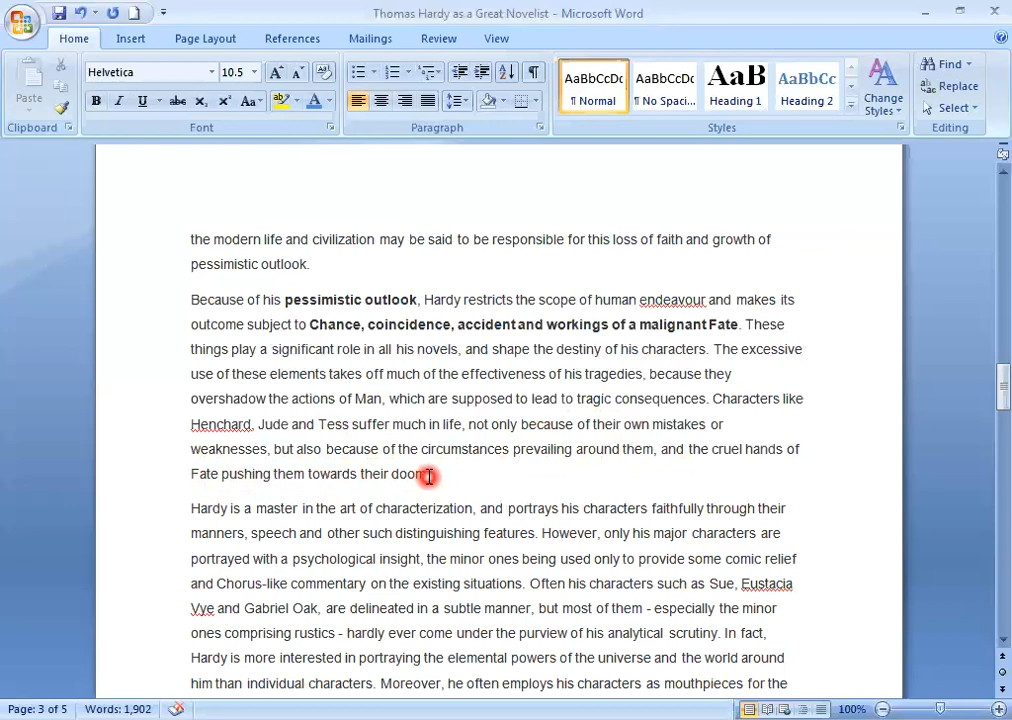 Thomas Hardy as a Great Novelist - Microsoft Word
Home Insert Page Layout References Mailings Review View
Paste
Clipboard
Helvetica 10.5
Font
Paragraph
AaBbCcDc AaBbCcDc AaB AaBbCc
¶ Normal ¶ No Spaci... Heading 1 Heading 2
Change Styles
Styles
Find
Replace
Select
Editing
the modern life and civilization may be said to be responsible for this loss of faith and growth of
pessimistic outlook.
Because of his pessimistic outlook, Hardy restricts the scope of human endeavour and makes its
outcome subject to Chance, coincidence, accident and workings of a malignant Fate. These
things play a significant role in all his novels, and shape the destiny of his characters. The excessive
use of these elements takes off much of the effectiveness of his tragedies, because they
overshadow the actions of Man, which are supposed to lead to tragic consequences. Characters like
Henchard, Jude and Tess suffer much in life, not only because of their own mistakes or
weaknesses, but also because of the circumstances prevailing around them, and the cruel hands of
Fate pushing them towards their doom
Hardy is a master in the art of characterization, and portrays his characters faithfully through their
manners, speech and other such distinguishing features. However, only his major characters are
portrayed with a psychological insight, the minor ones being used only to provide some comic relief
and Chorus-like commentary on the existing situations. Often his characters such as Sue, Eustacia
Vye and Gabriel Oak, are delineated in a subtle manner, but most of them - especially the minor
ones comprising rustics - hardly ever come under the purview of his analytical scrutiny. In fact,
Hardy is more interested in portraying the elemental powers of the universe and the world around
him than individual characters. Moreover, he often employs his characters as mouthpieces for the
Page: 3 of 5 Words: 1,902 100%